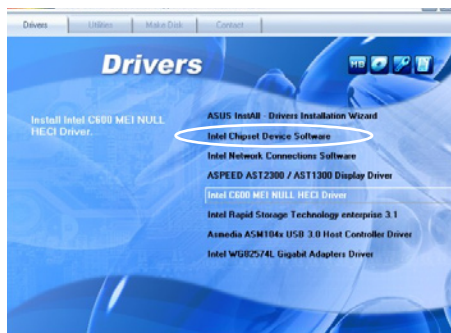 Drivers
Utilities
Make Disk
Contact
Drivers
Install Intel C600 MEI NULL
HECI Driver.
ASUS InstAll - Drivers Installation Wizard
Intel Chipset Device Software
Intel Network Connections Software
ASPEED AST2300 / AST1300 Display Driver
Intel C600 MEI NULL HECI Driver
Intel Rapid Storage Technology enterprise 3.1
Asmedia ASM104x USB 3.0 Host Controller Driver
Intel WG82574L Gigabit Adapters Driver